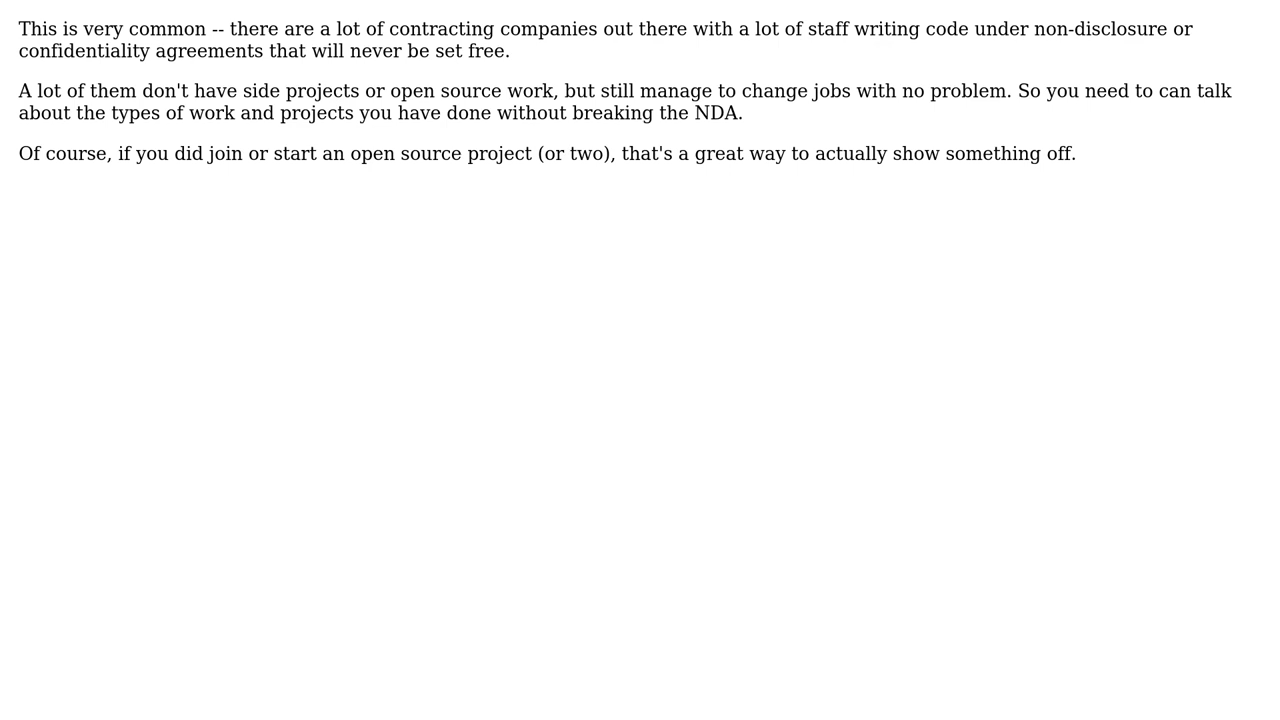 This is very common -- there are a lot of contracting companies out there with a lot of staff writing code under non-disclosure or
confidentiality agreements that will never be set free.
A lot of them don't have side projects or open source work, but still manage to change jobs with no problem. So you need to can talk
about the types of work and projects you have done without breaking the NDA.
Of course, if you did join or start an open source project (or two), that's a great way to actually show something off.